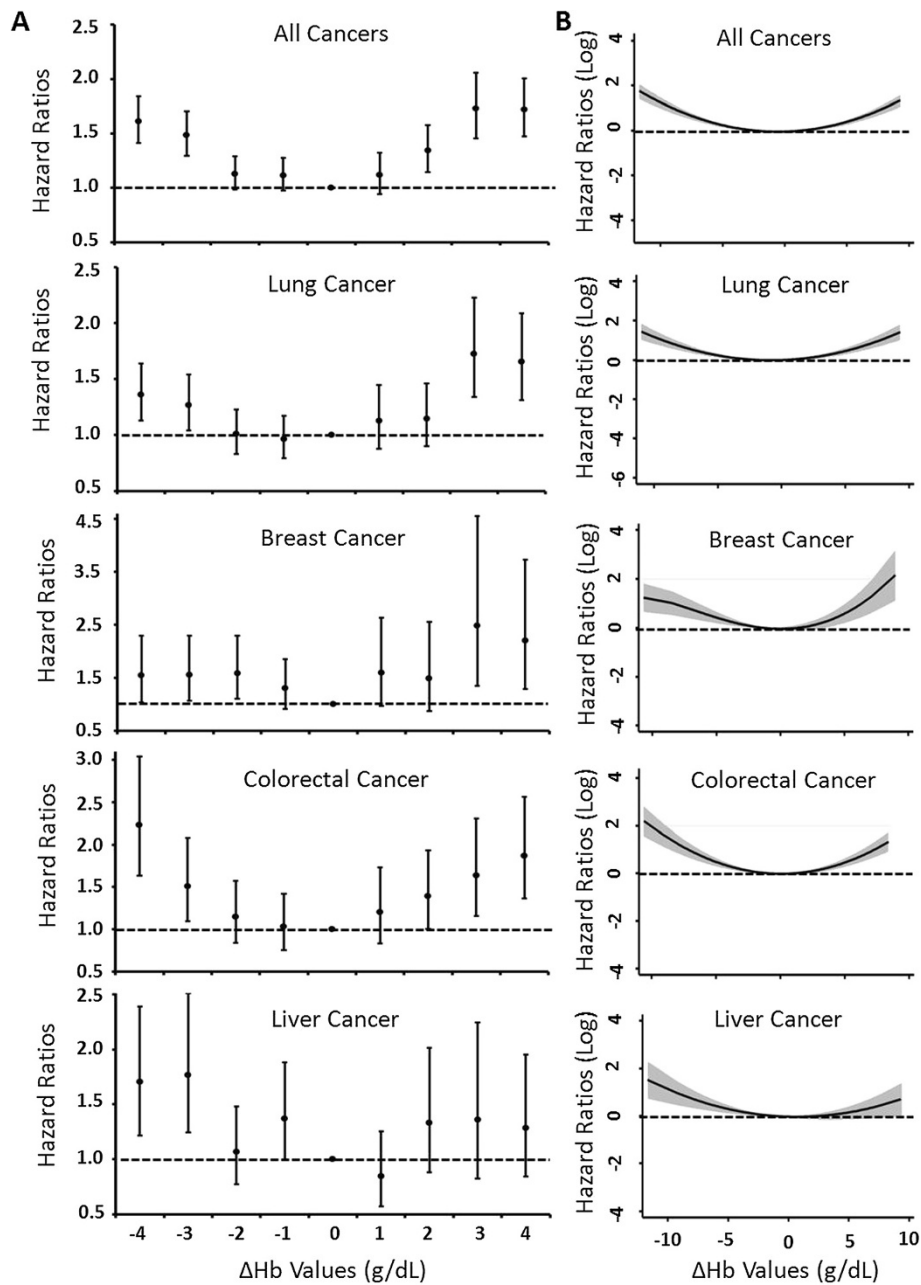 A
All Cancers
Hazard Ratios
2.5
2.0
1.5
1.0
0.5
Lung Cancer
Hazard Ratios
2.5
2.0
1.5
1.0
0.5
Breast Cancer
Hazard Ratios
4.5
3.5
2.5
1.5
0.5
Colorectal Cancer
Hazard Ratios
3.0
2.5
2.0
1.5
1.0
0.5
Liver Cancer
Hazard Ratios
2.5
2.0
1.5
1.0
0.5
-4 -3 -2 -1 0 1 2 3 4
ΔHb Values (g/dL)
B
All Cancers
Hazard Ratios (Log)
4
2
0
-2
-4
Lung Cancer
Hazard Ratios (Log)
4
2
0
-2
-4
-6
Breast Cancer
Hazard Ratios (Log)
4
2
0
-2
-4
Colorectal Cancer
Hazard Ratios (Log)
4
2
0
-2
-4
Liver Cancer
Hazard Ratios (Log)
4
2
0
-2
-4
-10 -5 0 5 10
ΔHb Values (g/dL)